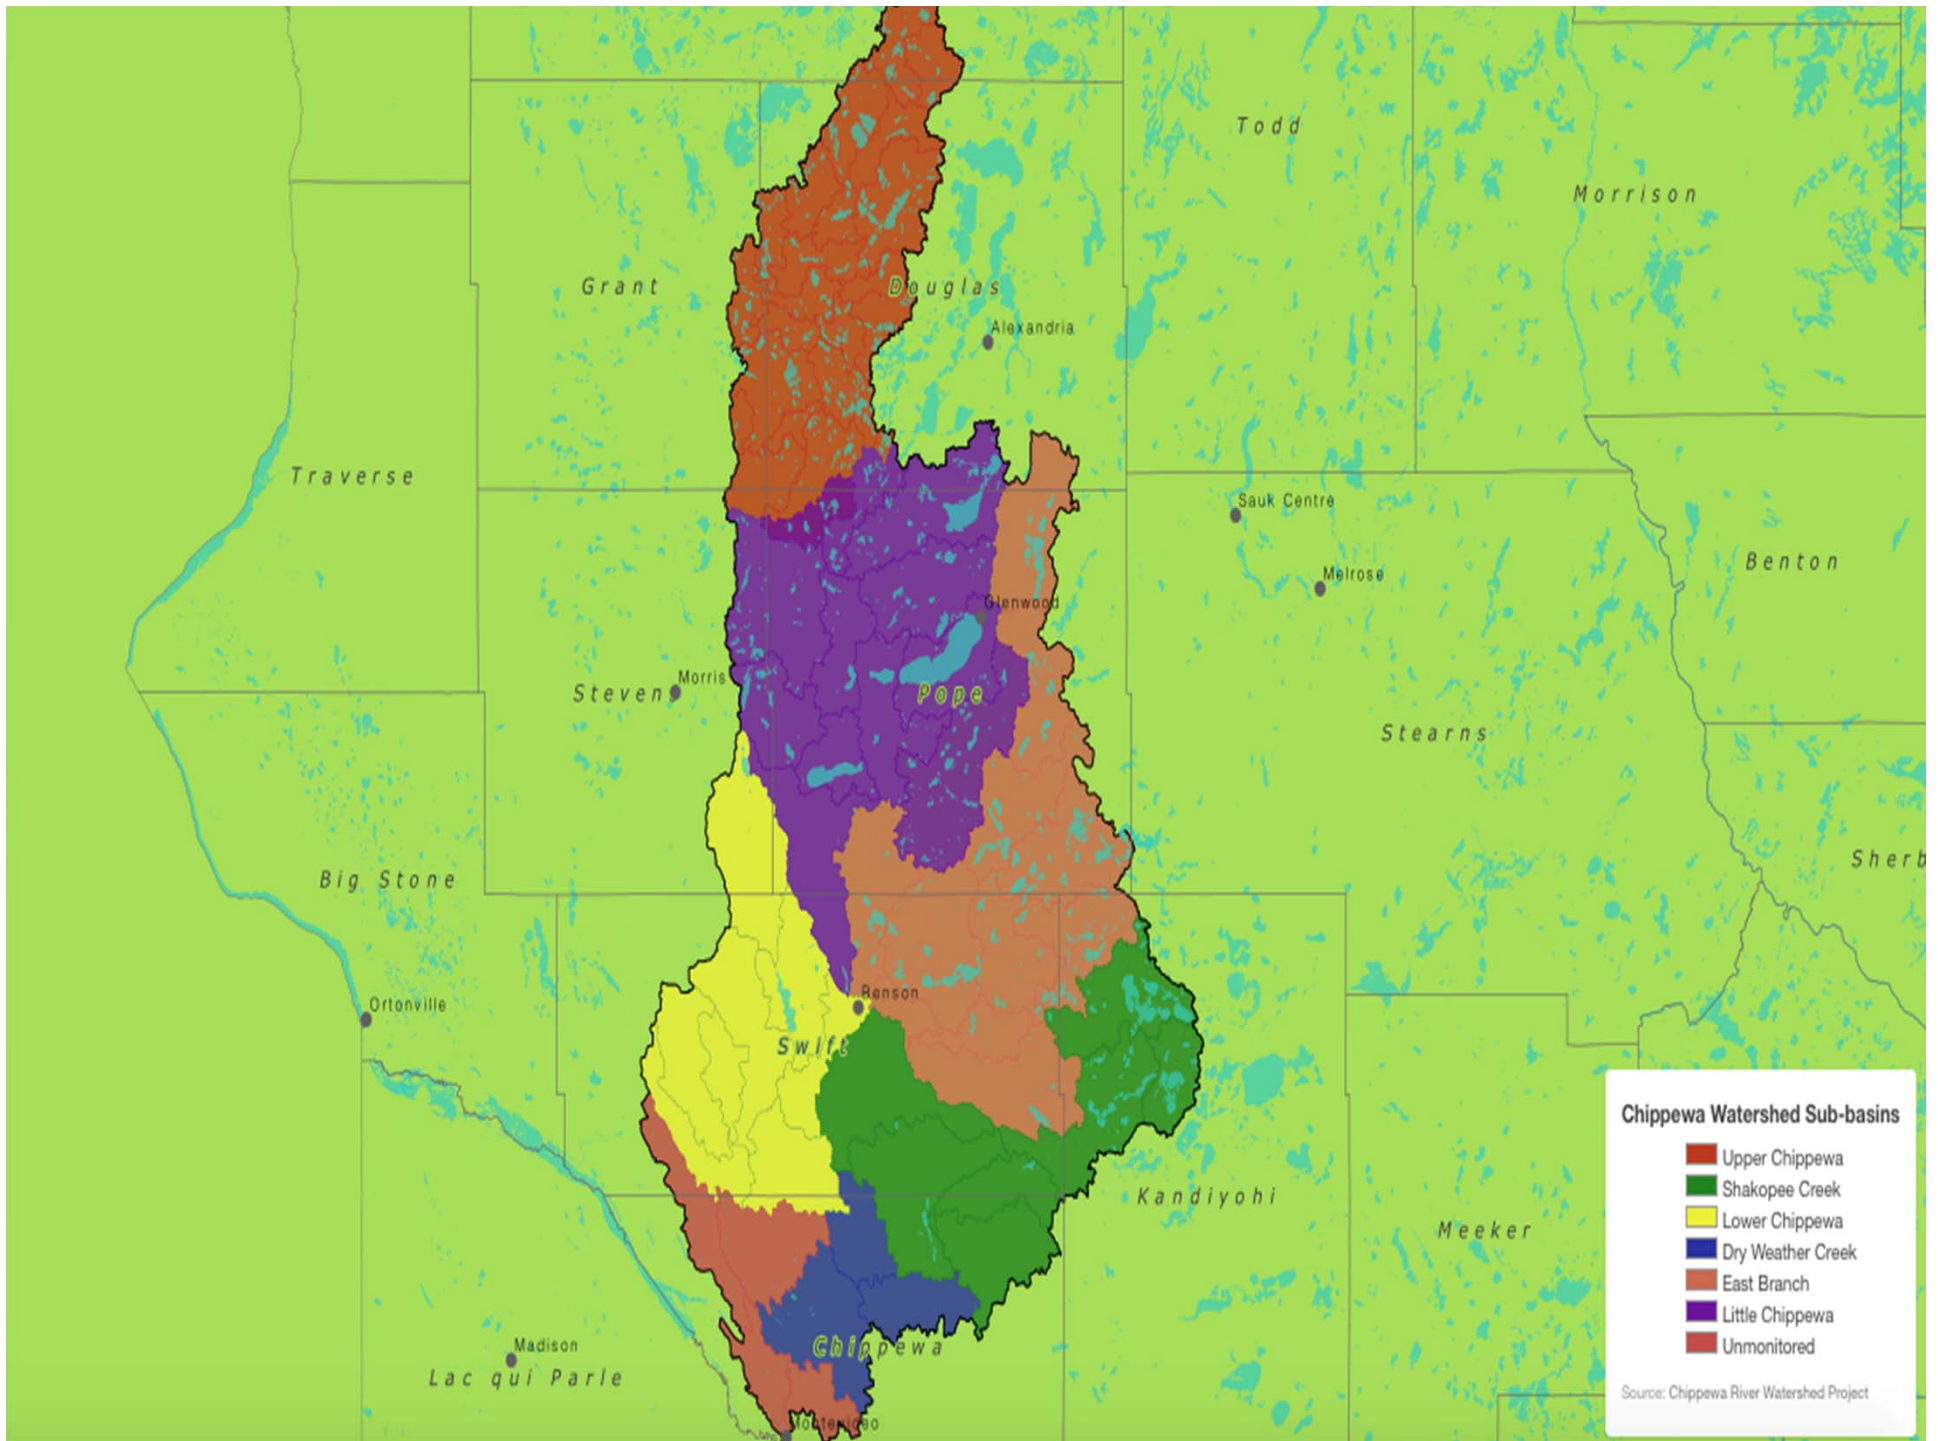 Todd
Morrison
Grant
Douglas
Alexandria
Traverse
Sauk Centre
Benton
Melrose
Glenwood
Morris
Steven
Pope
Stearns
Sherb
Big Stone
Benson
Ortonville
Swift
Kandiyohi
Meeker
Chippewa
Madison
Lac qui Parle
Montevideo
Chippewa Watershed Sub-basins
Upper Chippewa
Shakopee Creek
Lower Chippewa
Dry Weather Creek
East Branch
Little Chippewa
Unmonitored
Source: Chippewa River Watershed Project